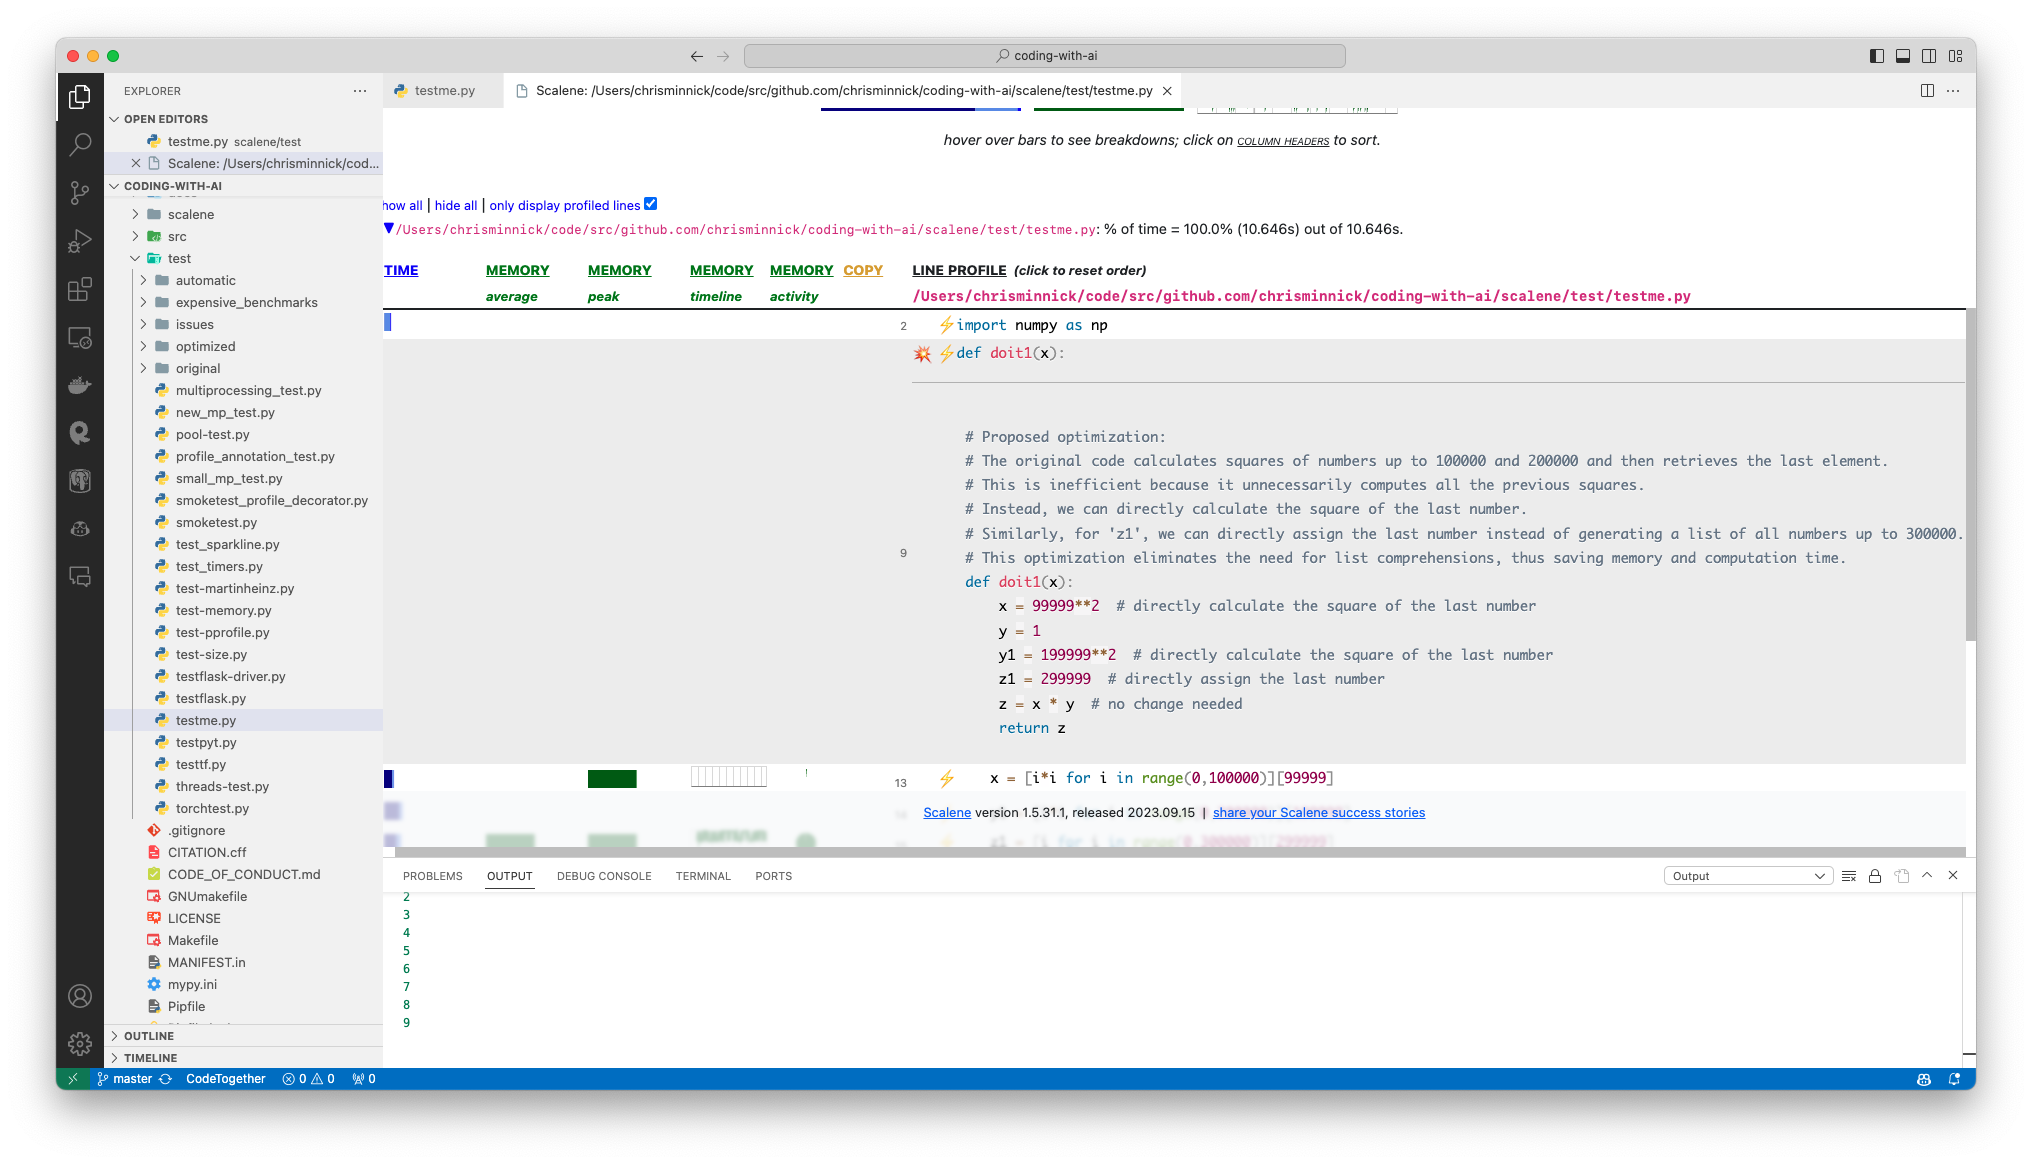 coding-with-ai
EXPLORER
OPEN EDITORS
testme.py scalene/test
Scalene: /Users/chrisminnick/cod...
CODING-WITH-AI
scalene
src
test
automatic
expensive_benchmarks
issues
optimized
original
multiprocessing_test.py
new_mp_test.py
pool-test.py
profile_annotation_test.py
small_mp_test.py
smoketest_profile_decorator.py
smoketest.py
test_sparkline.py
test_timers.py
test-martinheinz.py
test-memory.py
test-pprofile.py
test-size.py
testflask-driver.py
testflask.py
testme.py
testpyt.py
testtf.py
threads-test.py
torchtest.py
.gitignore
CITATION.cff
CODE_OF_CONDUCT.md
GNUmakefile
LICENSE
Makefile
MANIFEST.in
mypy.ini
Pipfile
OUTLINE
TIMELINE
testme.py
Scalene: /Users/chrisminnick/code/src/github.com/chrisminnick/coding-with-ai/scalene/test/testme.py
hover over bars to see breakdowns; click on COLUMN HEADERS to sort.
how all | hide all | only display profiled lines
▼/Users/chrisminnick/code/src/github.com/chrisminnick/coding-with-ai/scalene/test/testme.py: % of time = 100.0% (10.646s) out of 10.646s.
TIME MEMORY MEMORY MEMORY MEMORY COPY LINE PROFILE (click to reset order)
average peak timeline activity /Users/chrisminnick/code/src/github.com/chrisminnick/coding-with-ai/scalene/test/testme.py
2 ⚡import numpy as np
💥 ⚡def doit1(x):
# Proposed optimization:
# The original code calculates squares of numbers up to 100000 and 200000 and then retrieves the last element.
# This is inefficient because it unnecessarily computes all the previous squares.
# Instead, we can directly calculate the square of the last number.
# Similarly, for 'z1', we can directly assign the last number instead of generating a list of all numbers up to 300000.
9
# This optimization eliminates the need for list comprehensions, thus saving memory and computation time.
def doit1(x):
x = 99999**2 # directly calculate the square of the last number
y = 1
y1 = 199999**2 # directly calculate the square of the last number
z1 = 299999 # directly assign the last number
z = x * y # no change needed
return z
13 ⚡ x = [i*i for i in range(0,100000)][99999]
Scalene version 1.5.31.1, released 2023.09.15 | share your Scalene success stories
z1 = [i for i in range(0,300000)][299999]
PROBLEMS OUTPUT DEBUG CONSOLE TERMINAL PORTS Output
2
3
4
5
6
7
8
9
master CodeTogether 0 0 0